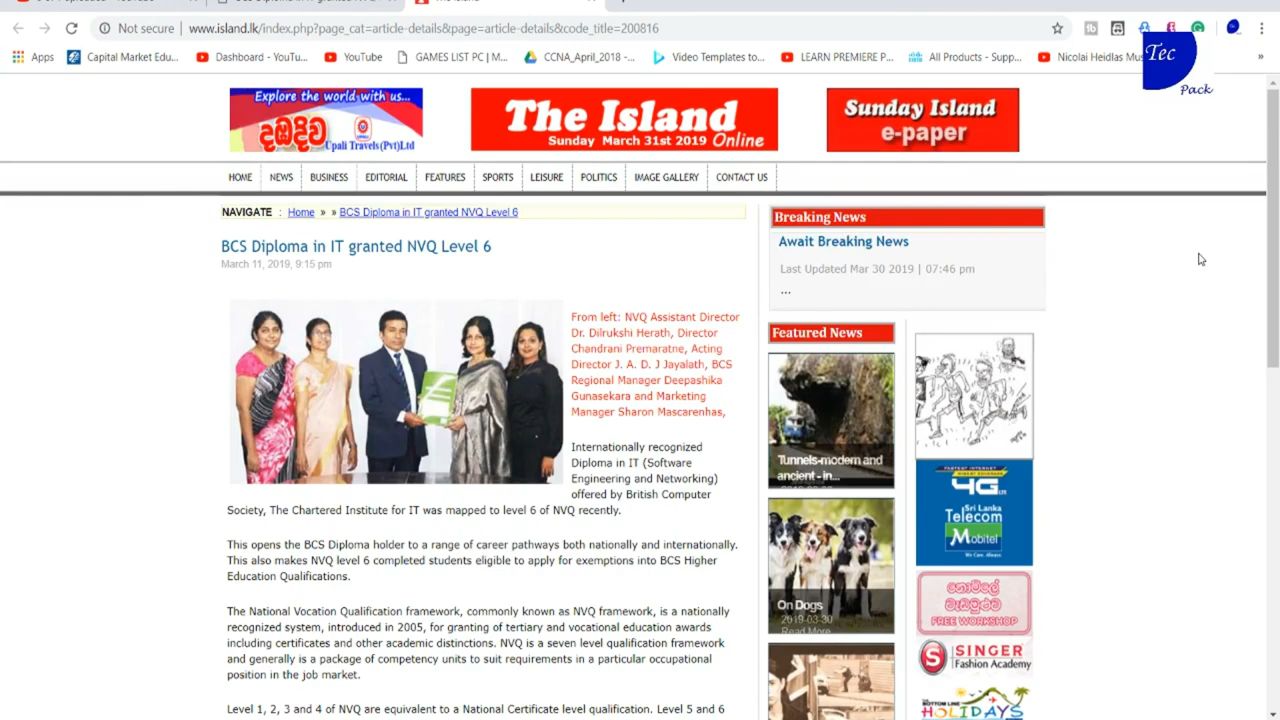 Not secure
www.island.lk/index.php?page_cat=article-details&page=article-details&code_title=200816
Apps
Capital Market Edu...
Dashboard - YouTu...
YouTube
GAMES LIST PC | M...
CCNA_April_2018 -...
Video Templates to...
LEARN PREMIERE P...
All Products - Supp...
Nicolai Heidlas Mus
»
Tec
Pack
Explore the world with us...
දඹදිව
Upali Travels(Pvt)Ltd
The Island
Sunday March 31st 2019 Online
Sunday Island
e-paper
HOME
NEWS
BUSINESS
EDITORIAL
FEATURES
SPORTS
LEISURE
POLITICS
IMAGE GALLERY
CONTACT US
NAVIGATE : Home » » BCS Diploma in IT granted NVQ Level 6
BCS Diploma in IT granted NVQ Level 6
March 11, 2019, 9:15 pm
From left: NVQ Assistant Director
Dr. Dilrukshi Herath, Director
Chandrani Premaratne, Acting
Director J. A. D. J Jayalath, BCS
Regional Manager Deepashika
Gunasekara and Marketing
Manager Sharon Mascarenhas,
Internationally recognized
Diploma in IT (Software
Engineering and Networking)
offered by British Computer
Society, The Chartered Institute for IT was mapped to level 6 of NVQ recently.
This opens the BCS Diploma holder to a range of career pathways both nationally and internationally.
This also makes NVQ level 6 completed students eligible to apply for exemptions into BCS Higher
Education Qualifications.
The National Vocation Qualification framework, commonly known as NVQ framework, is a nationally
recognized system, introduced in 2005, for granting of tertiary and vocational education awards
including certificates and other academic distinctions. NVQ is a seven level qualification framework
and generally is a package of competency units to suit requirements in a particular occupational
position in the job market.
Level 1, 2, 3 and 4 of NVQ are equivalent to a National Certificate level qualification. Level 5 and 6
Breaking News
Await Breaking News
Last Updated Mar 30 2019 | 07:46 pm
...
Featured News
Tunnels-modern and
ancient - in...
On Dogs
2019-03-30
Read More
4G LTE
Sri Lanka
Telecom
Mobitel
We Care. Always.
නොමිලේ
වැඩමුළුව
FREE WORKSHOP
S SINGER
Fashion Academy
THE BOTTOM LINE
HOLIDAYS